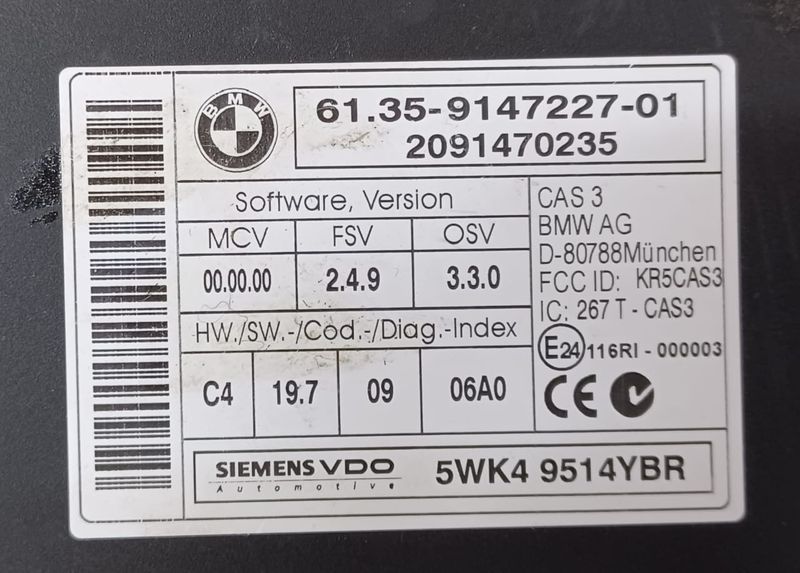 BMW
61.35-9147227-01
2091470235
Software, Version
MCV FSV OSV
00.00.00 2.4.9 3.3.0
HW./SW.-/Cod.-/Diag.-Index
C4 19.7 09 06A0
CAS 3
BMW AG
D-80788München
FCC ID: KR5CAS3
IC: 267 T - CAS3
E24 116RI - 000003
CE
SIEMENS VDO
Automotive
5WK4 9514YBR